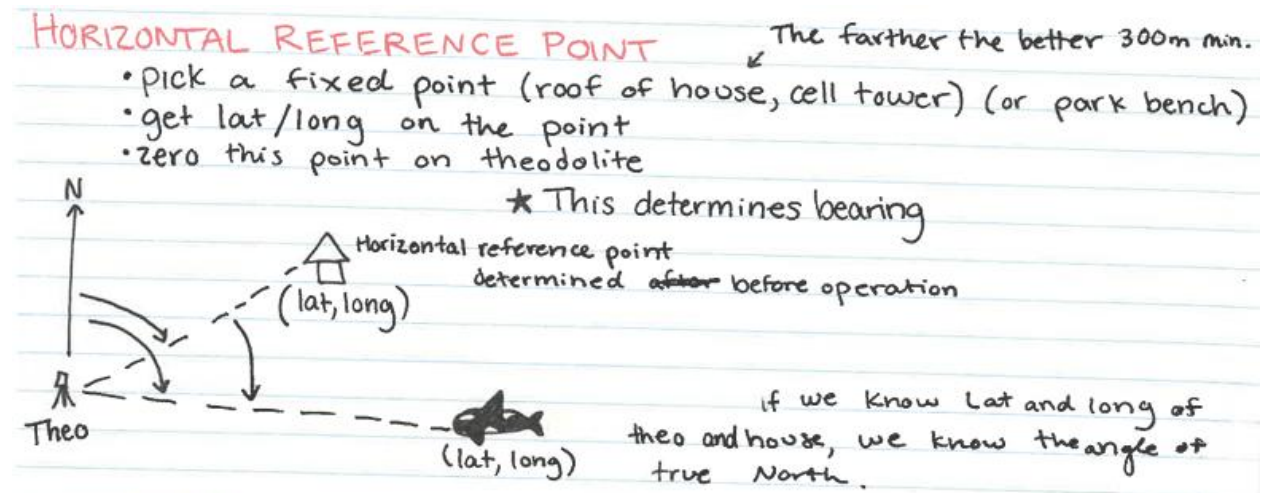 HORIZONTAL REFERENCE POINT
The farther the better 300m min.
• pick a fixed point (roof of house, cell tower) (or park bench)
• get lat/long on the point
• zero this point on theodolite
★ This determines bearing
N
Horizontal reference point
determined after before operation
(lat, long)
Theo
(lat, long)
if we know Lat and long of
theo and house, we know the angle of
true North.